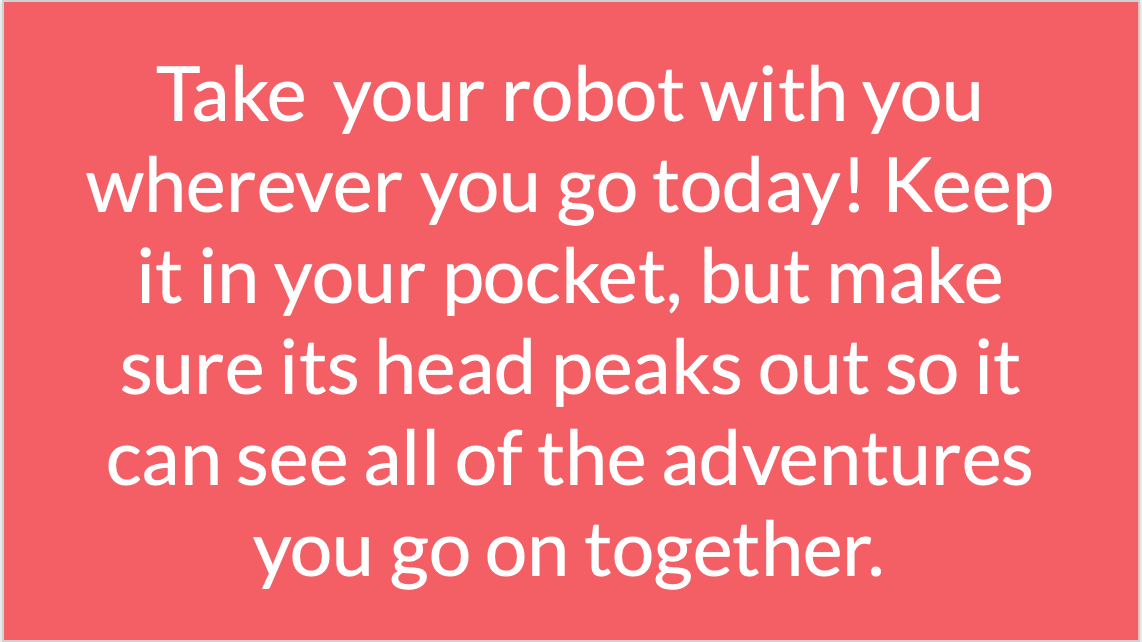 Take your robot with you
wherever you go today! Keep
it in your pocket, but make
sure its head peaks out so it
can see all of the adventures
you go on together.